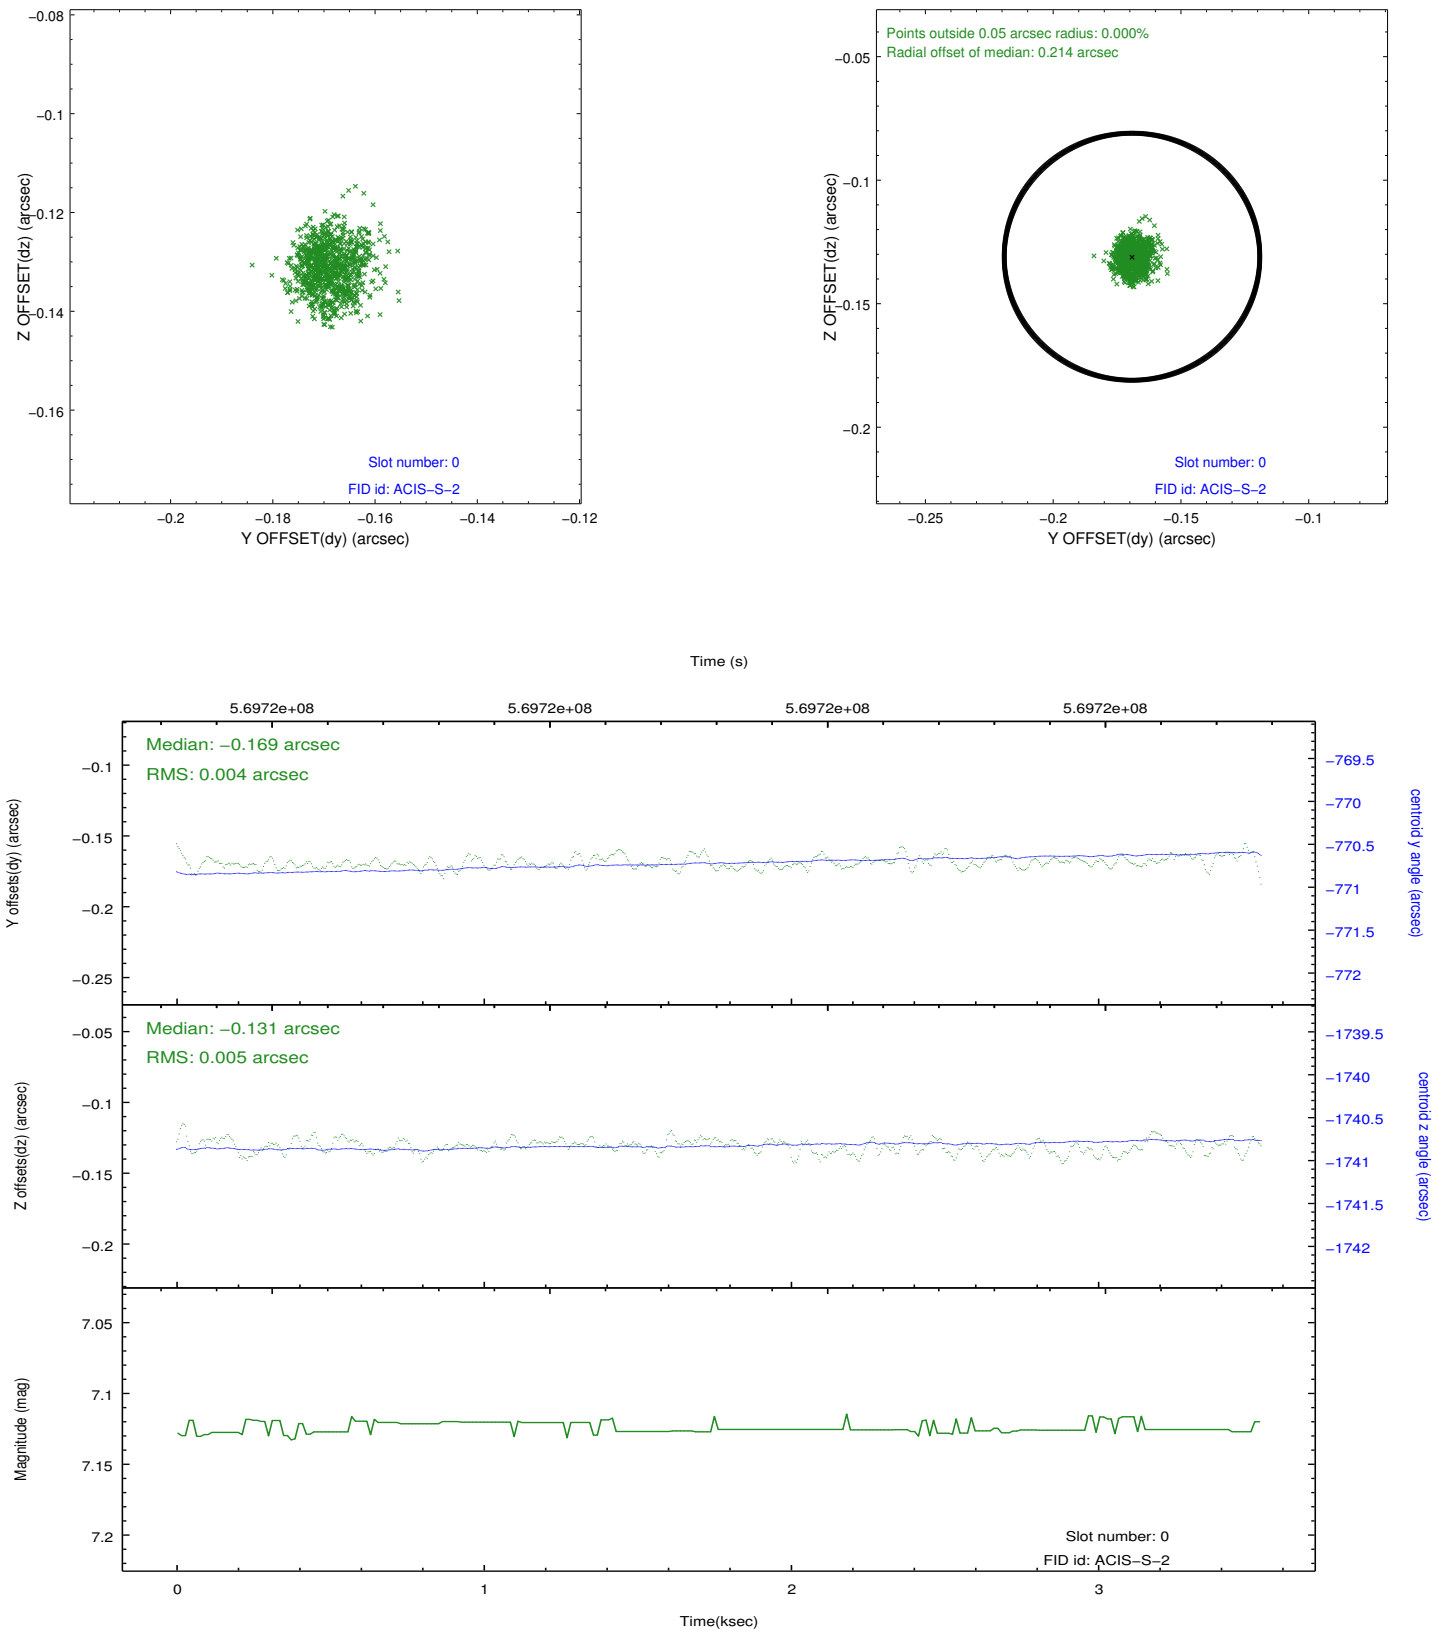 −0.08
−0.1
−0.12
−0.14
−0.16
Z OFFSET(dz) (arcsec)
Slot number: 0
FID id: ACIS−S−2
−0.2
−0.18
−0.16
−0.14
−0.12
Y OFFSET(dy) (arcsec)
Points outside 0.05 arcsec radius: 0.000%
Radial offset of median: 0.214 arcsec
−0.05
−0.1
−0.15
−0.2
Z OFFSET(dz) (arcsec)
Slot number: 0
FID id: ACIS−S−2
−0.25
−0.2
−0.15
−0.1
Y OFFSET(dy) (arcsec)
Time (s)
5.6972e+08
5.6972e+08
5.6972e+08
5.6972e+08
Median: −0.169 arcsec
RMS: 0.004 arcsec
−0.1
−0.15
−0.2
−0.25
Y offsets(dy) (arcsec)
−769.5
−770
−770.5
−771
−771.5
−772
centroid y angle (arcsec)
Median: −0.131 arcsec
RMS: 0.005 arcsec
−0.05
−0.1
−0.15
−0.2
Z offsets(dz) (arcsec)
−1739.5
−1740
−1740.5
−1741
−1741.5
−1742
centroid z angle (arcsec)
7.05
7.1
7.15
7.2
Magnitude (mag)
Slot number: 0
FID id: ACIS−S−2
0
1
2
3
Time(ksec)